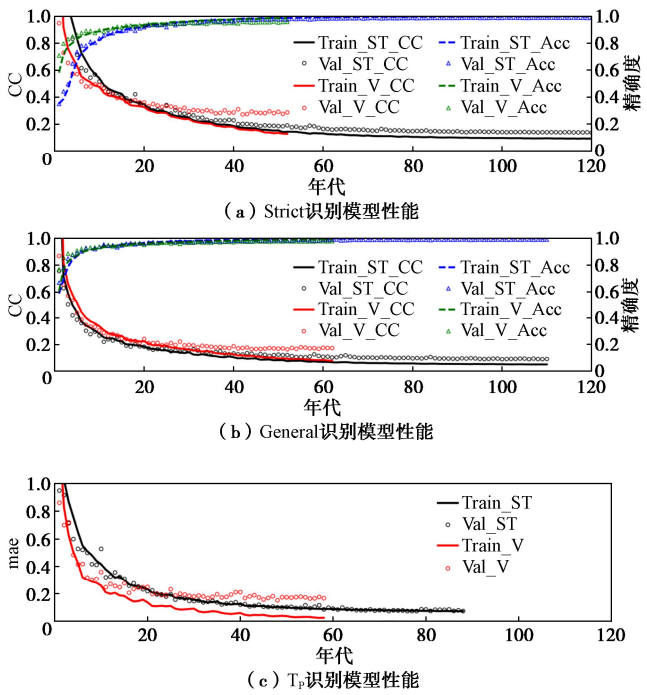 1.0
0.8
0.6
0.4
0.2
0
CC
1.0
0.8
0.6
0.4
0.2
0
精确度
Train_ST_CC
Val_ST_CC
Train_V_CC
Val_V_CC
Train_ST_Acc
Val_ST_Acc
Train_V_Acc
Val_V_Acc
20 40 60 80 100 120
年代
（a）Strict识别模型性能
1.0
0.8
0.6
0.4
0.2
0
CC
1.0
0.8
0.6
0.4
0.2
0
精确度
Train_ST_CC
Val_ST_CC
Train_V_CC
Val_V_CC
Train_ST_Acc
Val_ST_Acc
Train_V_Acc
Val_V_Acc
20 40 60 80 100 120
年代
（b）General识别模型性能
1.0
0.8
0.6
0.4
0.2
0
mae
Train_ST
Val_ST
Train_V
Val_V
20 40 60 80 100 120
年代
（c）TP识别模型性能